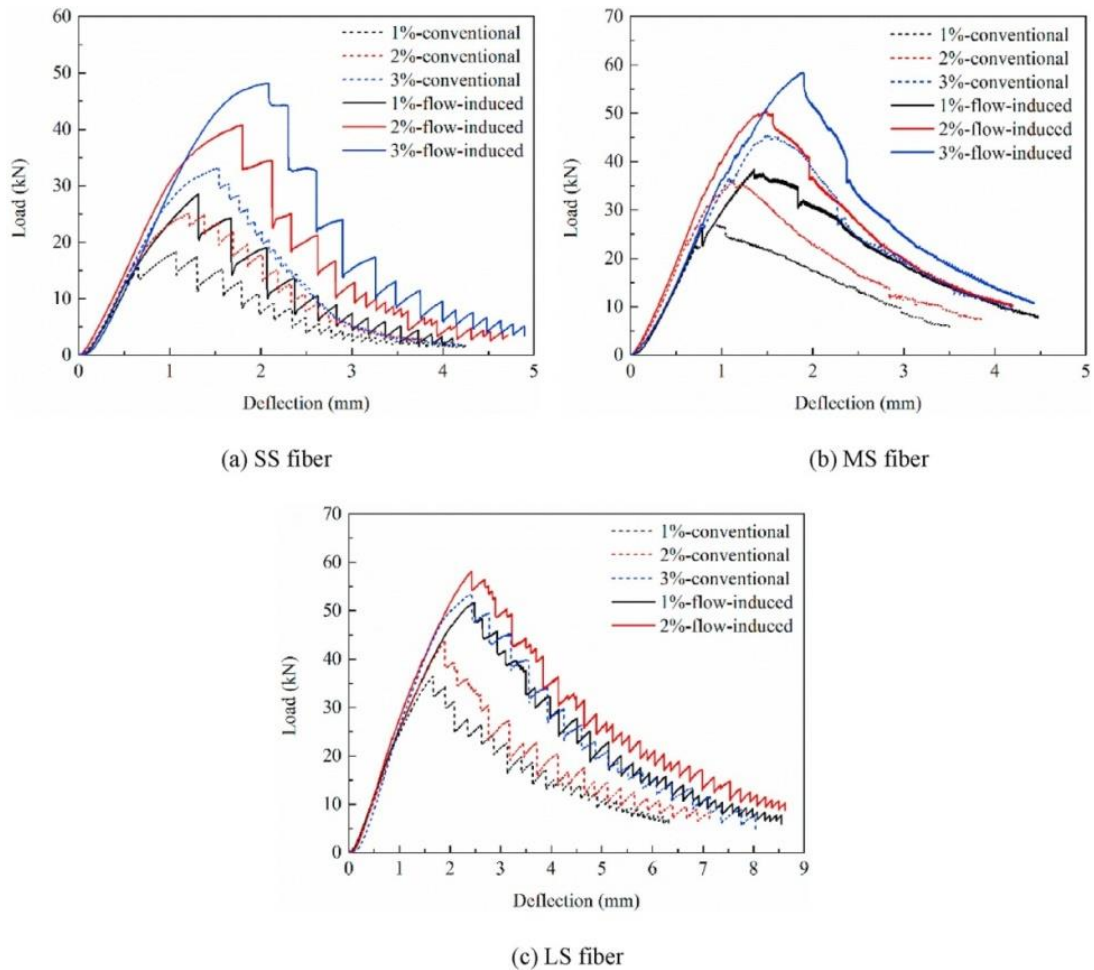 60
50
40
30
20
10
0
Load (kN)
0 1 2 3 4 5
Deflection (mm)
1%-conventional
2%-conventional
3%-conventional
1%-flow-induced
2%-flow-induced
3%-flow-induced
(a) SS fiber
70
60
50
40
30
20
10
0
Load (kN)
0 1 2 3 4 5
Deflection (mm)
1%-conventional
2%-conventional
3%-conventional
1%-flow-induced
2%-flow-induced
3%-flow-induced
(b) MS fiber
70
60
50
40
30
20
10
0
Load (kN)
0 1 2 3 4 5 6 7 8 9
Deflection (mm)
1%-conventional
2%-conventional
3%-conventional
1%-flow-induced
2%-flow-induced
(c) LS fiber